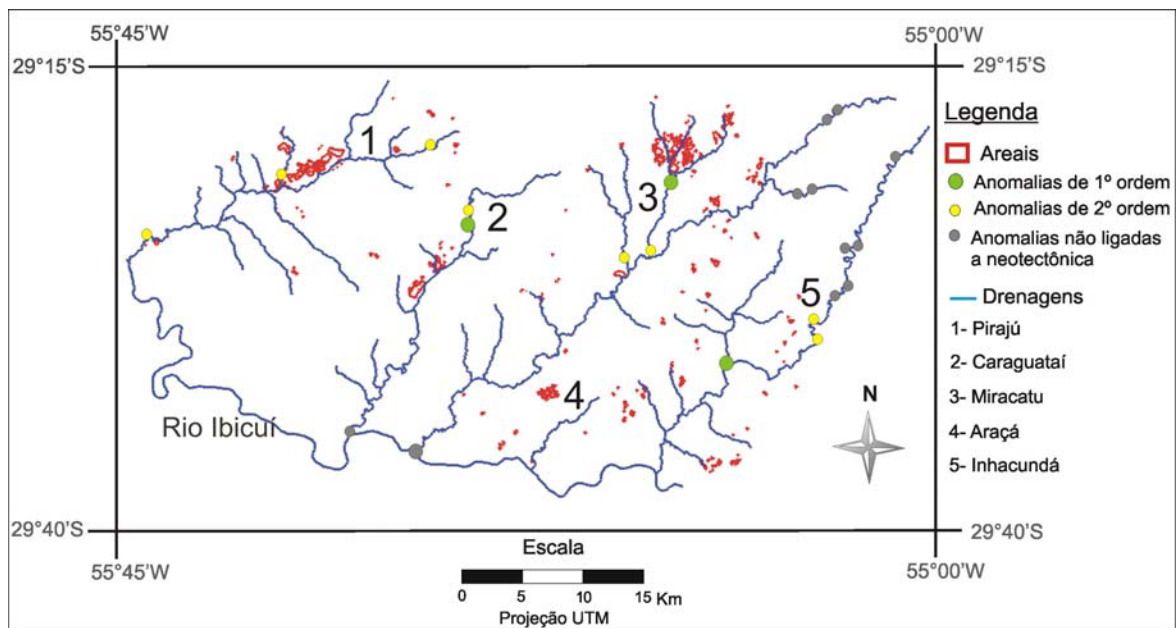 55°45'W
55°00'W
29°15'S
29°15'S
Legenda
Areais
Anomalias de 1º ordem
Anomalias de 2º ordem
Anomalias não ligadas
a neotectônica
Drenagens
1- Pirajú
2- Caraguataí
3- Miracatu
4- Araçá
5- Inhacundá
1
2
3
4
5
Rio Ibicuí
N
29°40'S
29°40'S
55°45'W
55°00'W
Escala
0 5 10 15 Km
Projeção UTM